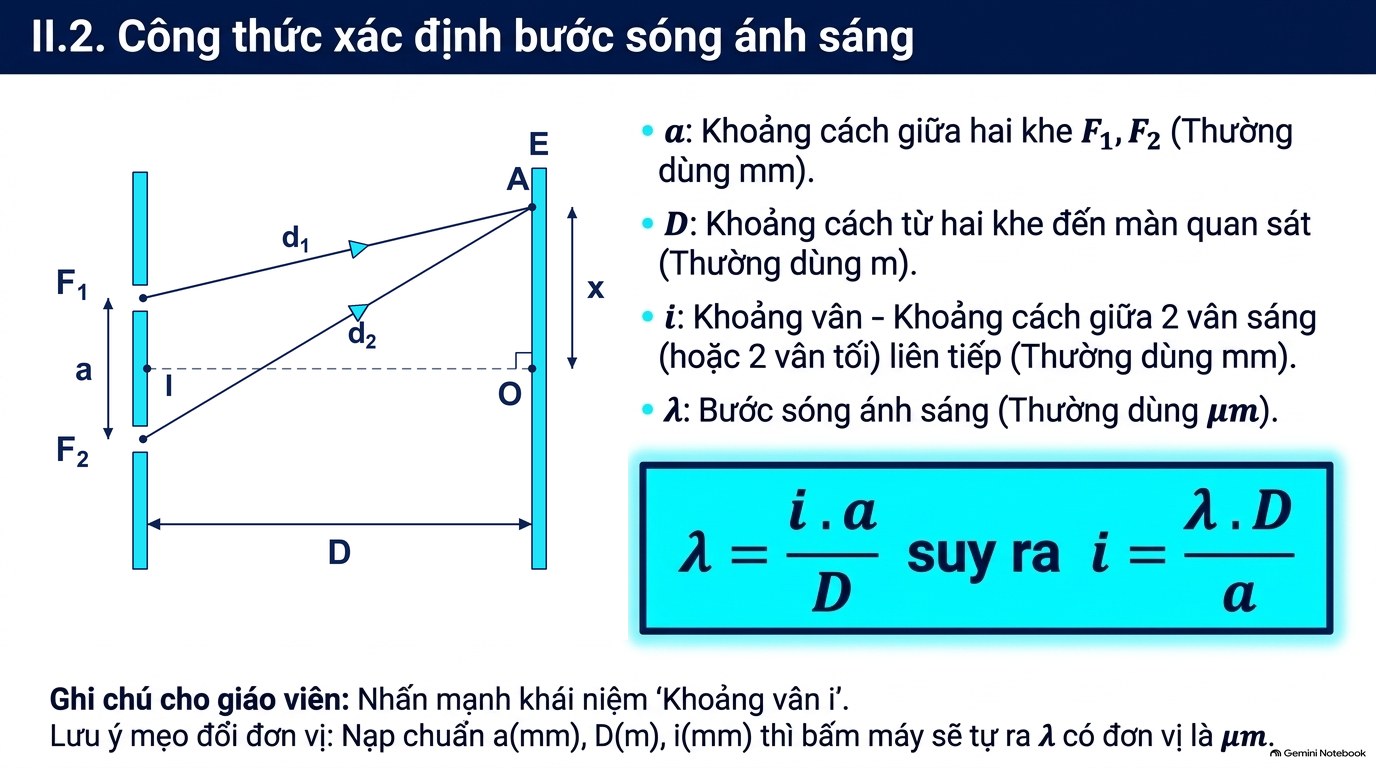 II.2. Công thức xác định bước sóng ánh sáng
E
A
d₁
F₁
x
d₂
a
I
O
F₂
D
• a: Khoảng cách giữa hai khe F₁, F₂ (Thường
dùng mm).
• D: Khoảng cách từ hai khe đến màn quan sát
(Thường dùng m).
• i: Khoảng vân – Khoảng cách giữa 2 vân sáng
(hoặc 2 vân tối) liên tiếp (Thường dùng mm).
• λ: Bước sóng ánh sáng (Thường dùng μm).
λ = i . a / D suy ra i = λ . D / a
Ghi chú cho giáo viên: Nhấn mạnh khái niệm ‘Khoảng vân i’.
Lưu ý mẹo đổi đơn vị: Nạp chuẩn a(mm), D(m), i(mm) thì bấm máy sẽ tự ra λ có đơn vị là μm.
Gemini Notebook